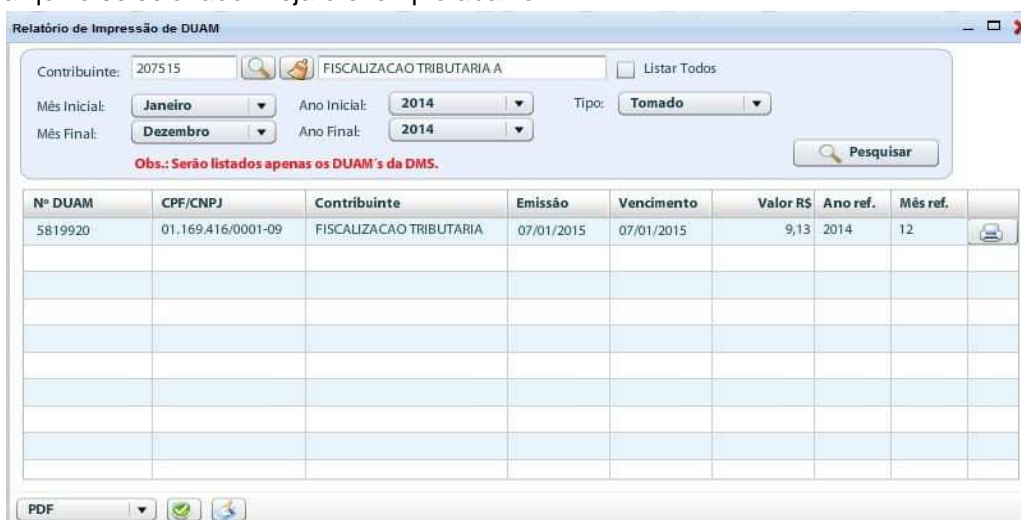 Relatório de Impressão de DUAM
Contribuinte: 207515 FISCALIZACAO TRIBUTARIA A Listar Todos
Mês Inicial: Janeiro Ano Inicial: 2014 Tipo: Tomado
Mês Final: Dezembro Ano Final: 2014
Pesquisar
Obs.: Serão listados apenas os DUAM´s da DMS.
Nº DUAM CPF/CNPJ Contribuinte Emissão Vencimento Valor R$ Ano ref. Mês ref.
5819920 01.169.416/0001-09 FISCALIZACAO TRIBUTARIA 07/01/2015 07/01/2015 9,13 2014 12
PDF